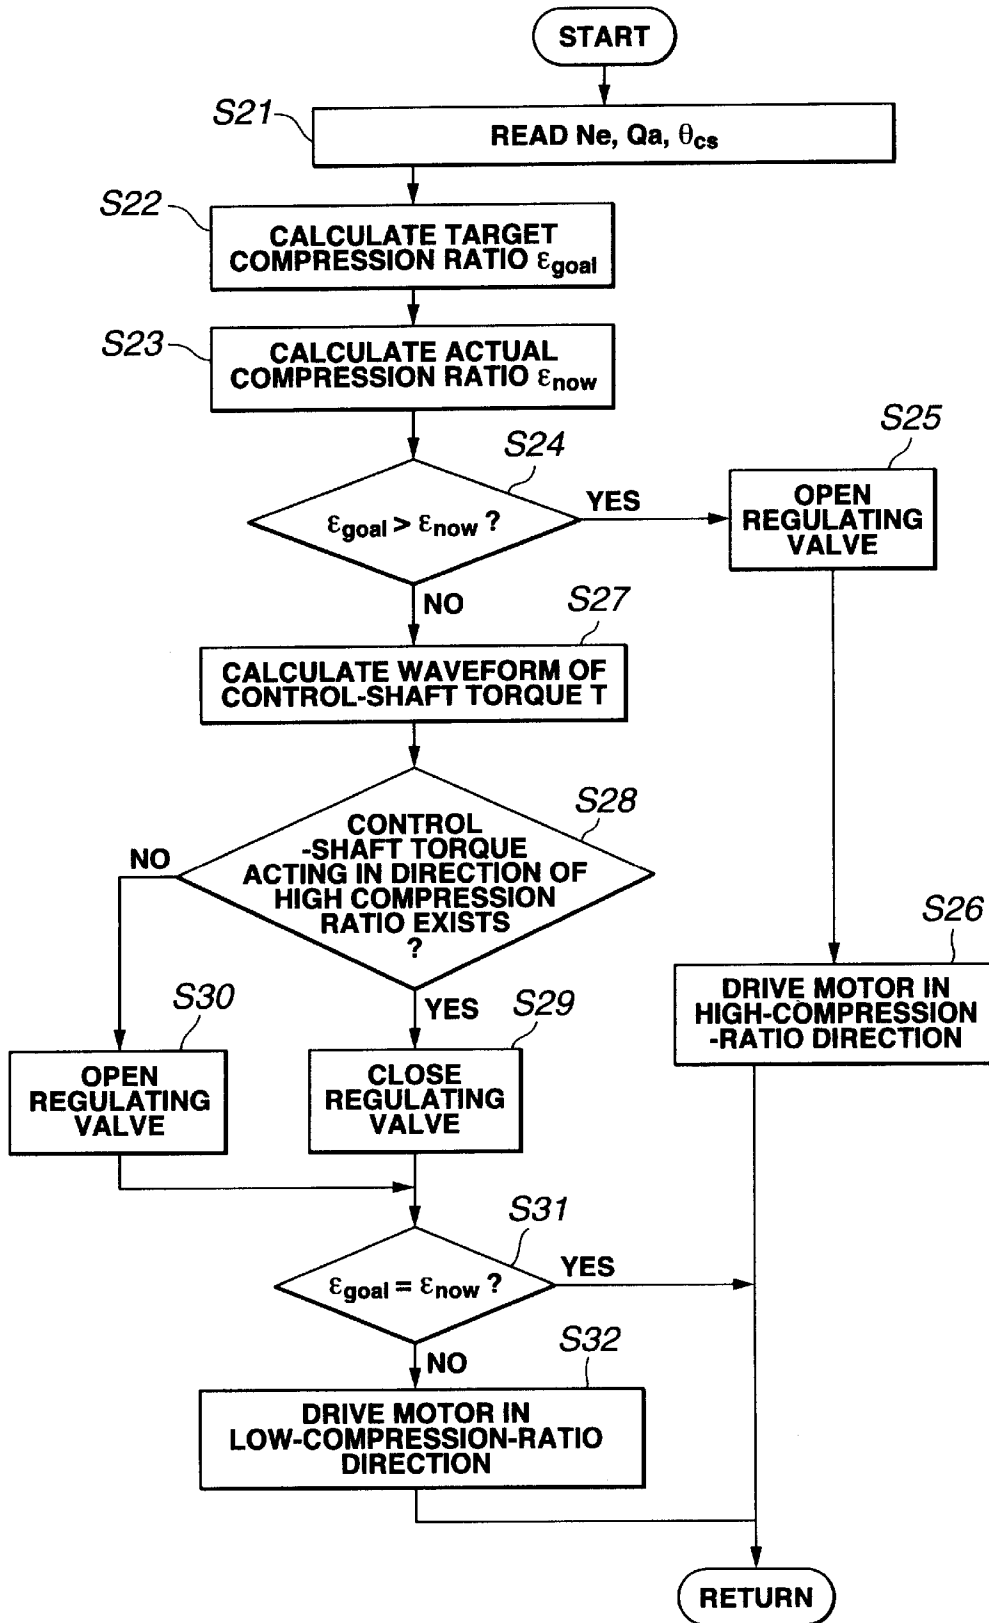 START
S21
READ Ne, Qa, θcs
S22
CALCULATE TARGET
COMPRESSION RATIO εgoal
S23
CALCULATE ACTUAL
COMPRESSION RATIO εnow
S24
εgoal > εnow ?
YES
NO
S25
OPEN
REGULATING
VALVE
S27
CALCULATE WAVEFORM OF
CONTROL-SHAFT TORQUE T
S28
CONTROL
-SHAFT TORQUE
ACTING IN DIRECTION OF
HIGH COMPRESSION
RATIO EXISTS
?
NO
YES
S26
DRIVE MOTOR IN
HIGH-COMPRESSION
-RATIO DIRECTION
S30
OPEN
REGULATING
VALVE
S29
CLOSE
REGULATING
VALVE
S31
εgoal = εnow ?
YES
NO
S32
DRIVE MOTOR IN
LOW-COMPRESSION-RATIO
DIRECTION
RETURN